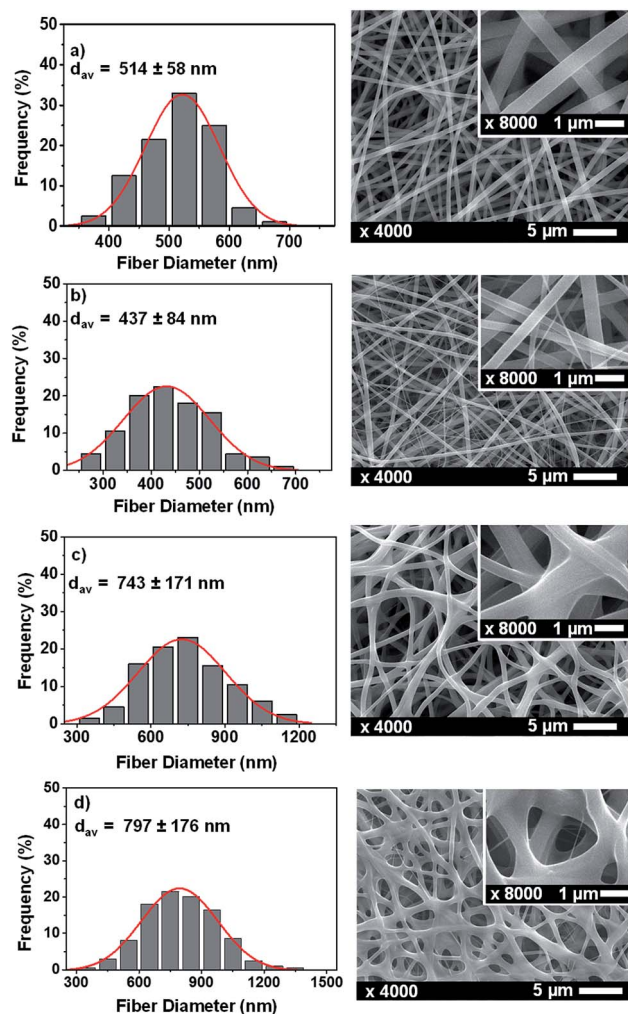 a)
d_av = 514 ± 58 nm
Frequency (%)
50
40
30
20
10
0
400 500 600 700
Fiber Diameter (nm)
x 8000 1 µm
x 4000 5 µm
b)
d_av = 437 ± 84 nm
Frequency (%)
50
40
30
20
10
0
300 400 500 600 700
Fiber Diameter (nm)
x 8000 1 µm
x 4000 5 µm
c)
d_av = 743 ± 171 nm
Frequency (%)
50
40
30
20
10
0
300 600 900 1200
Fiber Diameter (nm)
x 8000 1 µm
x 4000 5 µm
d)
d_av = 797 ± 176 nm
Frequency (%)
50
40
30
20
10
0
300 600 900 1200 1500
Fiber Diameter (nm)
x 8000 1 µm
x 4000 5 µm